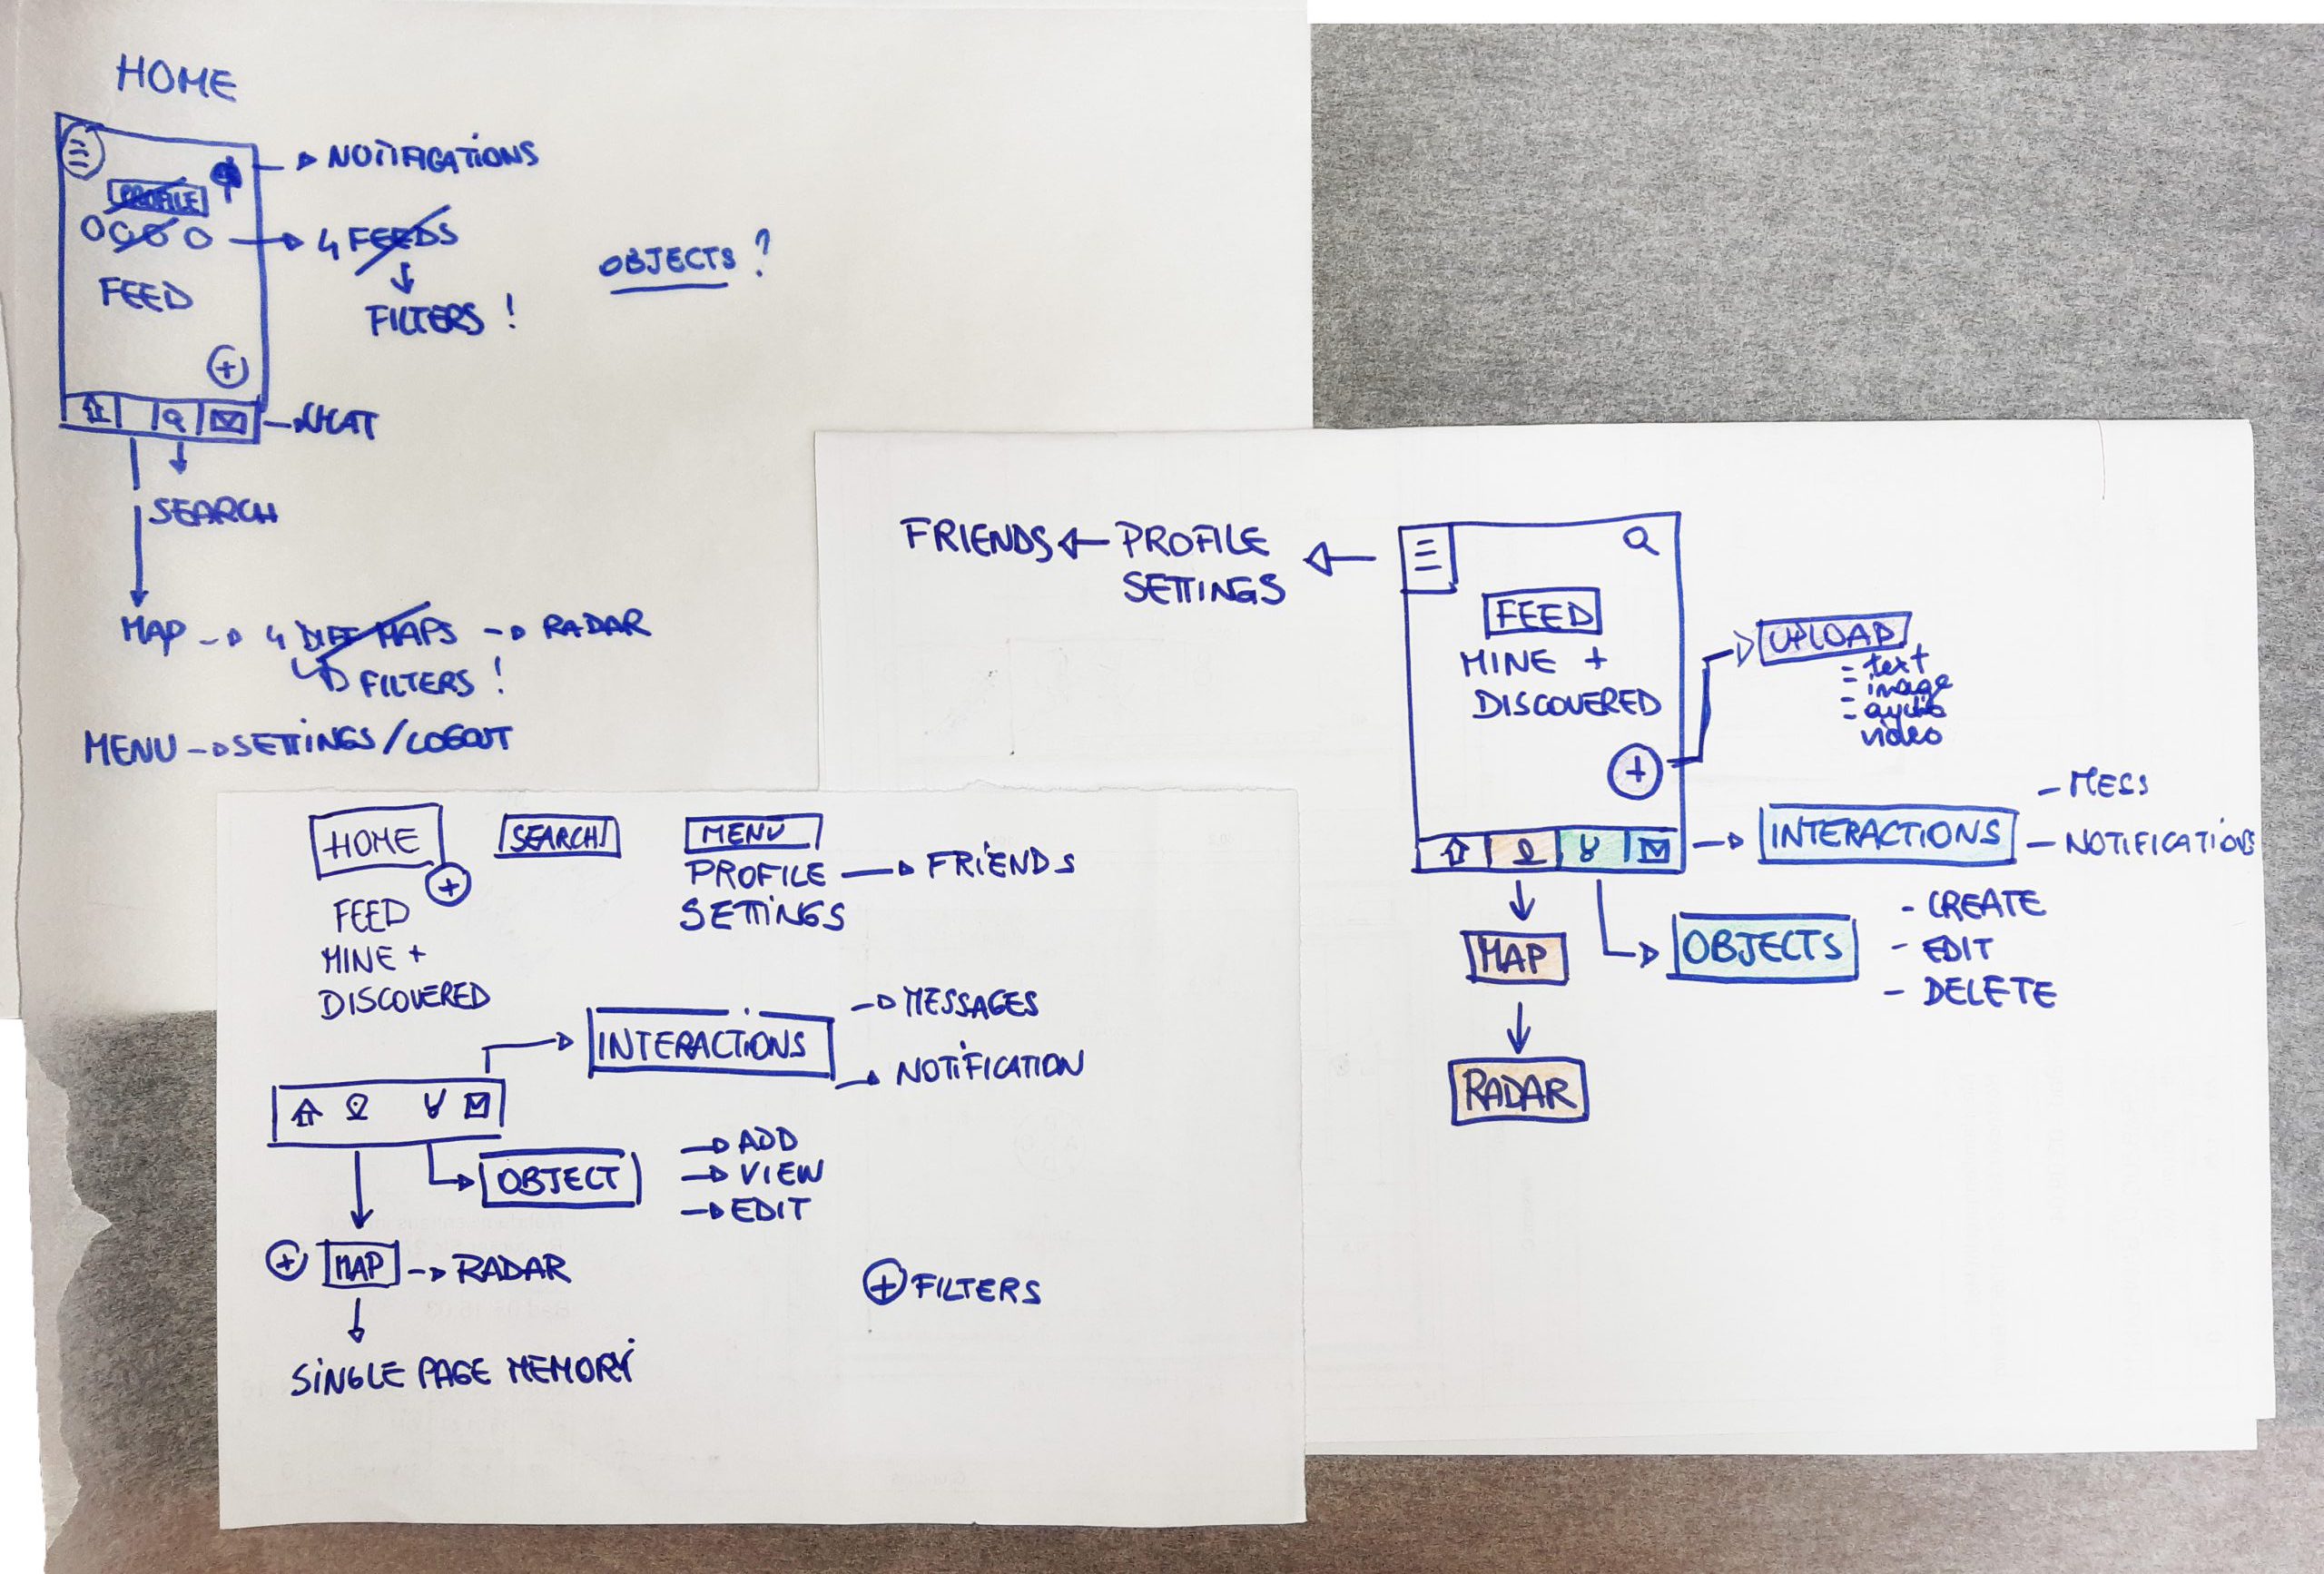 HOME
NOTIFICATIONS
PROFILE
4 FEEDS
FILTERS !
OBJECTS ?
FEED
CHAT
SEARCH
MAP 4 DIFF MAPS RADAR
FILTERS !
MENU SETTINGS/LOGOUT
FRIENDS PROFILE
SETTINGS
FEED
MINE +
DISCOVERED
UPLOAD
- text
- image
- audio
video
+
INTERACTIONS
- MESS
- NOTIFICATIONS
MAP
OBJECTS
- CREATE
- EDIT
- DELETE
RADAR
HOME
+
SEARCH
MENU
PROFILE FRIENDS
SETTINGS
FEED
MINE +
DISCOVERED
INTERACTIONS
MESSAGES
NOTIFICATION
OBJECT
ADD
VIEW
EDIT
+ MAP RADAR
+ FILTERS
SINGLE PAGE MEMORY